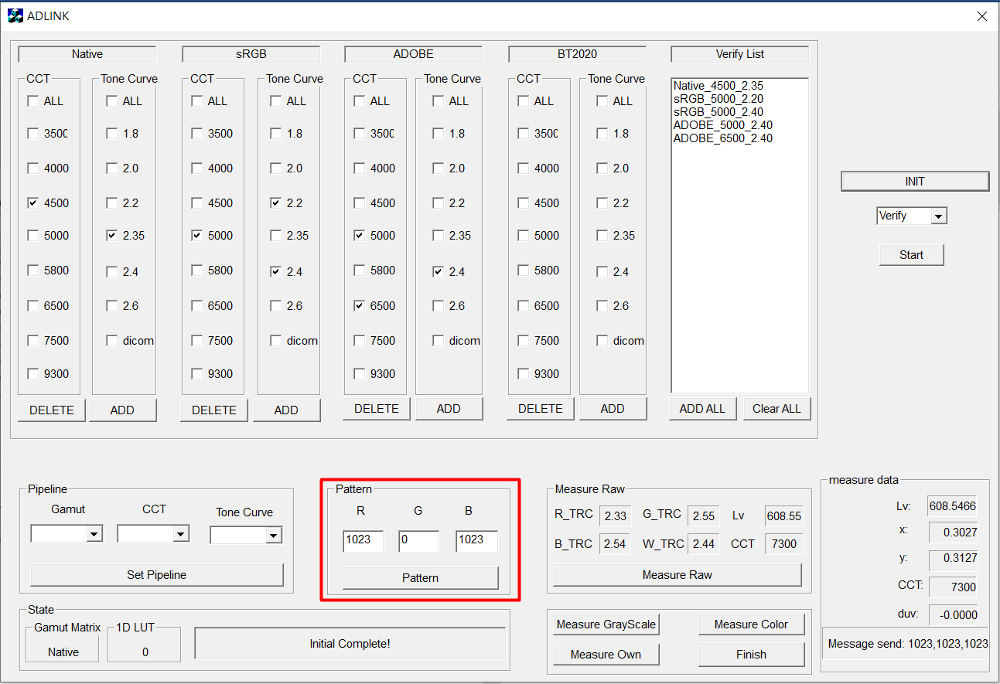 ADLINK
Native sRGB ADOBE BT2020 Verify List
CCT Tone Curve CCT Tone Curve CCT Tone Curve CCT Tone Curve
ALL ALL ALL ALL ALL ALL ALL ALL
3500 1.8 3500 1.8 3500 1.8 3500 1.8
4000 2.0 4000 2.0 4000 2.0 4000 2.0
4500 2.2 4500 2.2 4500 2.2 4500 2.2
5000 2.35 5000 2.35 5000 2.35 5000 2.35
5800 2.4 5800 2.4 5800 2.4 5800 2.4
6500 2.6 6500 2.6 6500 2.6 6500 2.6
7500 dicom 7500 dicom 7500 dicom 7500 dicom
9300 9300 9300 9300
DELETE ADD DELETE ADD DELETE ADD DELETE ADD
Native_4500_2.35
sRGB_5000_2.20
sRGB_5000_2.40
ADOBE_5000_2.40
ADOBE_6500_2.40
ADD ALL Clear ALL
INIT
Verify
Start
Pipeline
Gamut CCT Tone Curve
Set Pipeline
Pattern
R G B
1023 0 1023
Pattern
Measure Raw
R_TRC 2.33 G_TRC 2.55 Lv 608.55
B_TRC 2.54 W_TRC 2.44 CCT 7300
Measure Raw
measure data
Lv: 608.5466
x: 0.3027
y: 0.3127
CCT: 7300
duv: -0.0000
Message send: 1023,1023,1023
State
Gamut Matrix 1D LUT
Native 0
Initial Complete!
Measure GrayScale Measure Color
Measure Own Finish